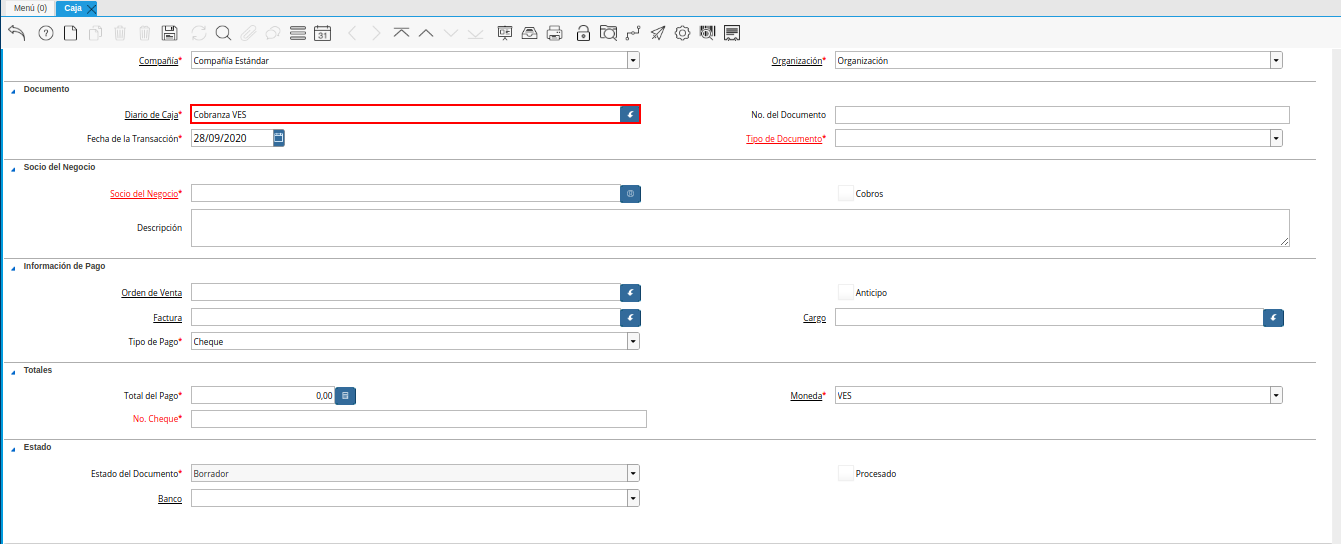 Menú (0) Caja
31
Compañía* Compañía Estándar Organización* Organización
Documento
Diario de Caja* Cobranza VES No. del Documento
Fecha de la Transacción* 28/09/2020 Tipo de Documento*
Socio del Negocio
Socio del Negocio* Cobros
Descripción
Información de Pago
Orden de Venta Anticipo
Factura Cargo
Tipo de Pago* Cheque
Totales
Total del Pago* 0,00 Moneda* VES
No. Cheque*
Estado
Estado del Documento* Borrador Procesado
Banco